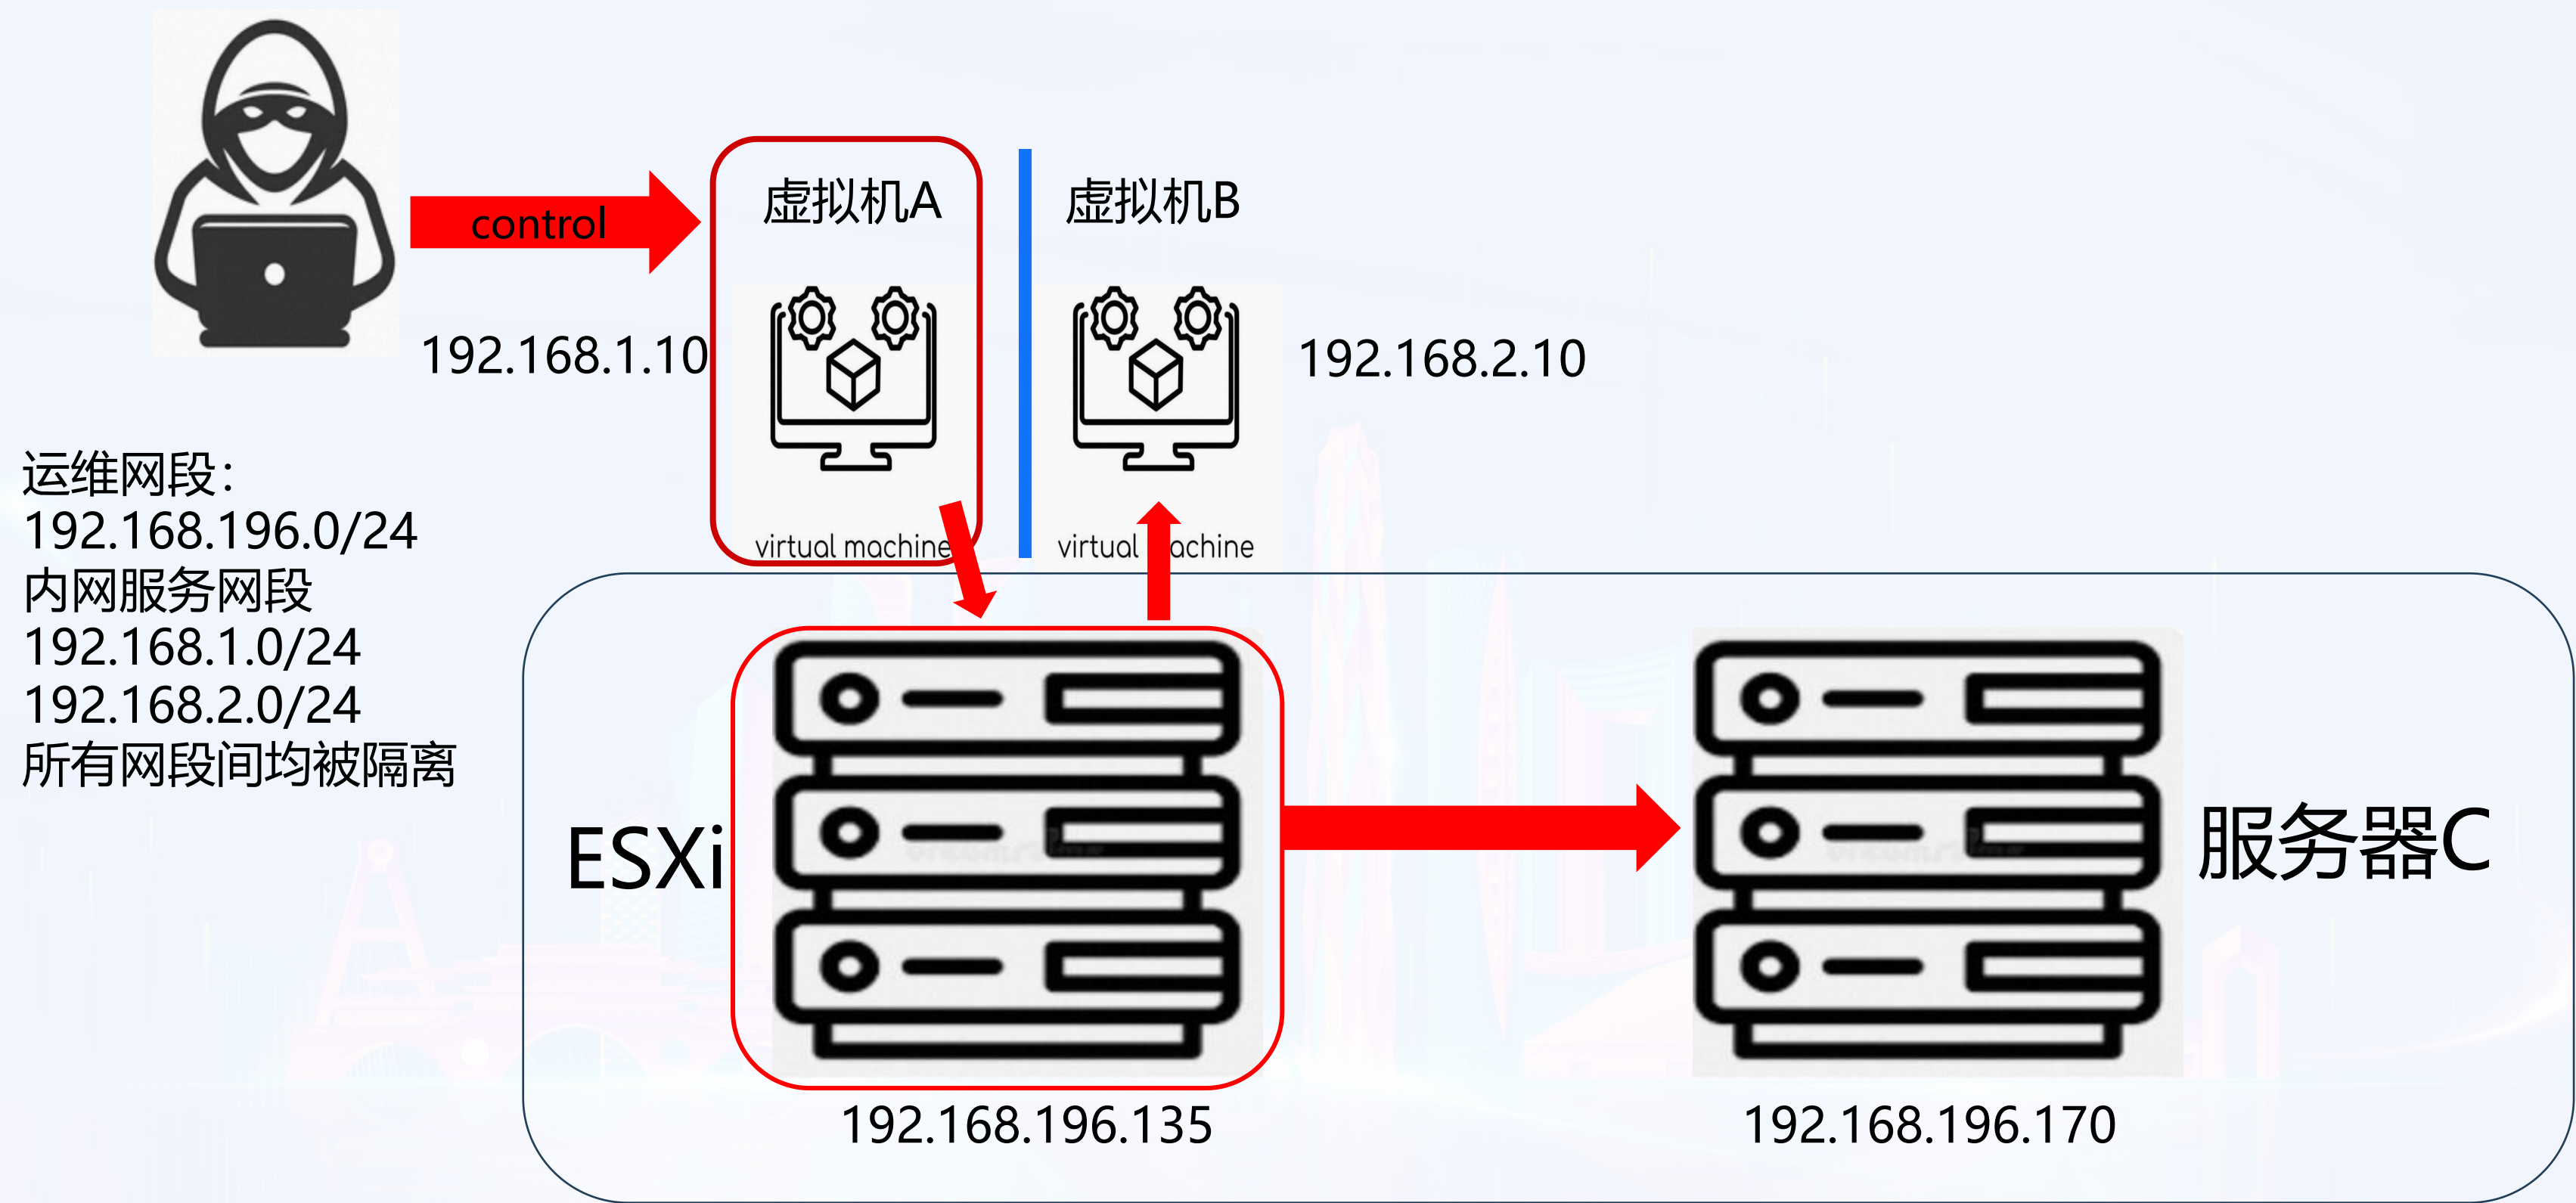 control
虚拟机A
虚拟机B
192.168.1.10
192.168.2.10
virtual machine
virtual machine
运维网段：
192.168.196.0/24
内网服务网段
192.168.1.0/24
192.168.2.0/24
所有网段间均被隔离
ESXi
服务器C
192.168.196.135
192.168.196.170